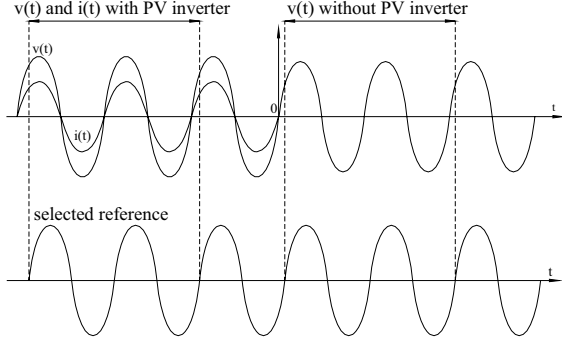 v(t) and i(t) with PV inverter
v(t) without PV inverter
v(t)
0
t
i(t)
selected reference
t